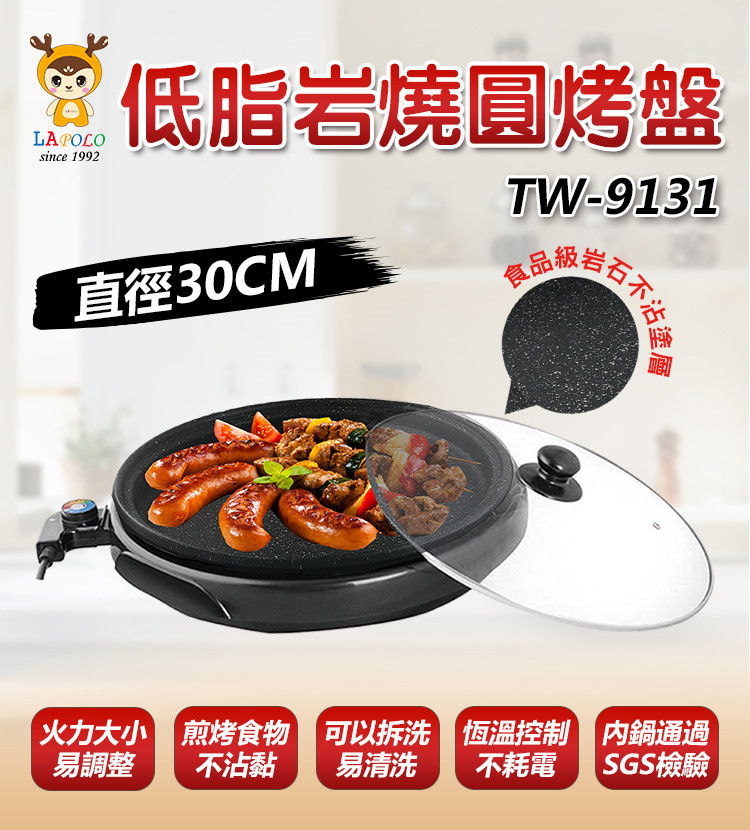 LAPOLO
since 1992
低脂岩燒圓烤盤
TW-9131
直徑30CM
食品級岩石不沾塗層
火力大小
易調整
煎烤食物
不沾黏
可以拆洗
易清洗
恆溫控制
不耗電
內鍋通過
SGS檢驗